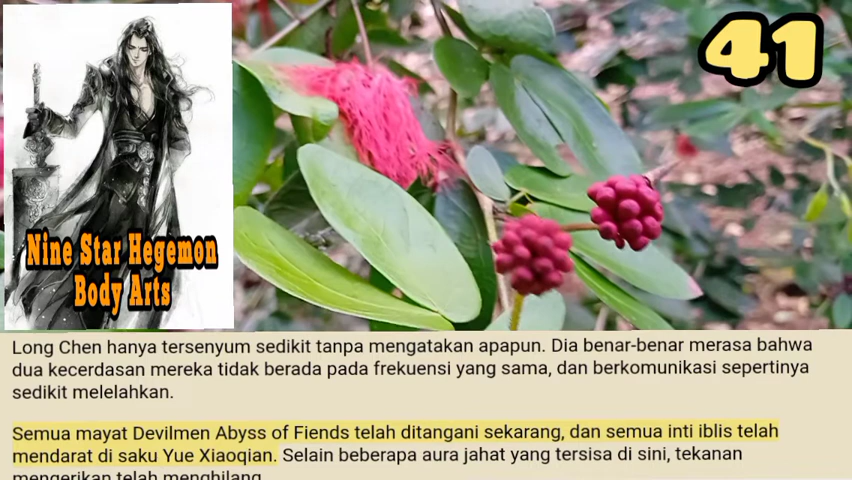 41
Nine Star Hegemon
Body Arts
Long Chen hanya tersenyum sedikit tanpa mengatakan apapun. Dia benar-benar merasa bahwa
dua kecerdasan mereka tidak berada pada frekuensi yang sama, dan berkomunikasi sepertinya
sedikit melelahkan.
Semua mayat Devilmen Abyss of Fiends telah ditangani sekarang, dan semua inti iblis telah
mendarat di saku Yue Xiaoqian. Selain beberapa aura jahat yang tersisa di sini, tekanan
mengerikan telah menghilang